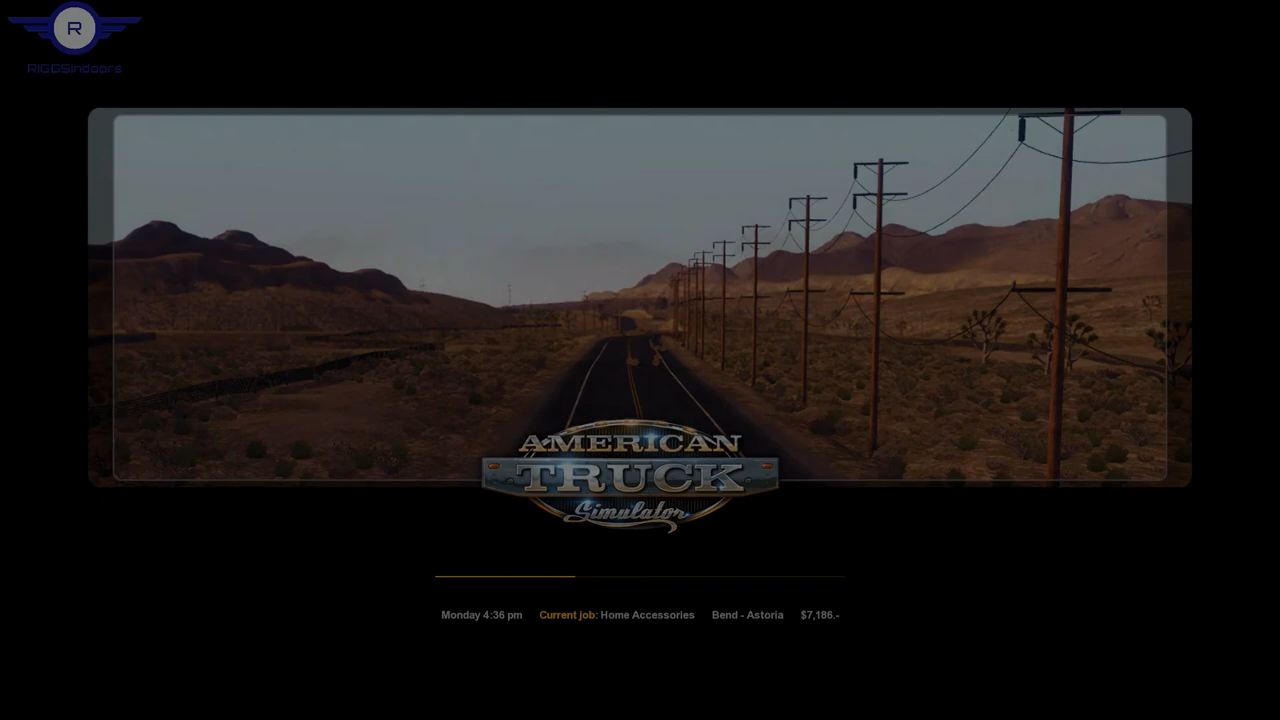 R
RIGGSindoors
AMERICAN
TRUCK
Simulator
Monday 4:36 pm Current job: Home Accessories Bend - Astoria $7,186.-